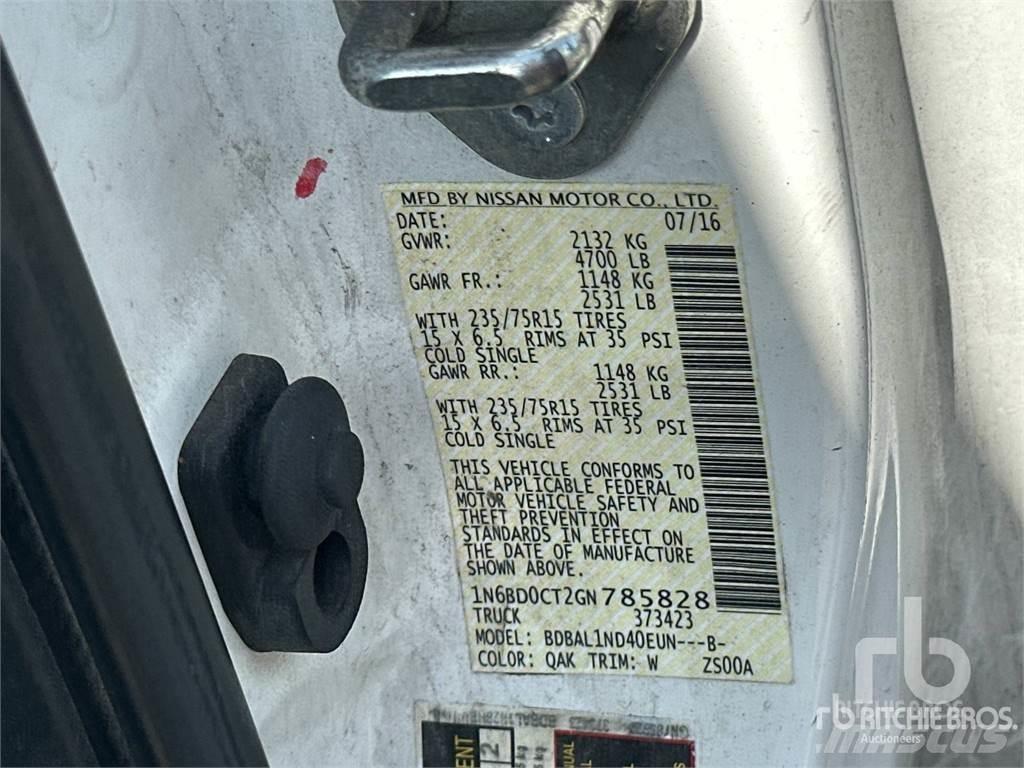 MFD BY NISSAN MOTOR CO., LTD.
DATE: 07/16
GVWR: 2132 KG
4700 LB
GAWR FR.: 1148 KG
2531 LB
WITH 235/75R15 TIRES
15 X 6.5 RIMS AT 35 PSI
COLD SINGLE
GAWR RR.: 1148 KG
2531 LB
WITH 235/75R15 TIRES
15 X 6.5 RIMS AT 35 PSI
COLD SINGLE
THIS VEHICLE CONFORMS TO
ALL APPLICABLE FEDERAL
MOTOR VEHICLE SAFETY AND
THEFT PREVENTION
STANDARDS IN EFFECT ON
THE DATE OF MANUFACTURE
SHOWN ABOVE.
1N6BD0CT2GN785828
TRUCK 373423
MODEL: BDBAL1ND40EUN---B-
COLOR: QAK TRIM: W ZS00A
rb
rb RITCHIE BROS.
Auctioneers